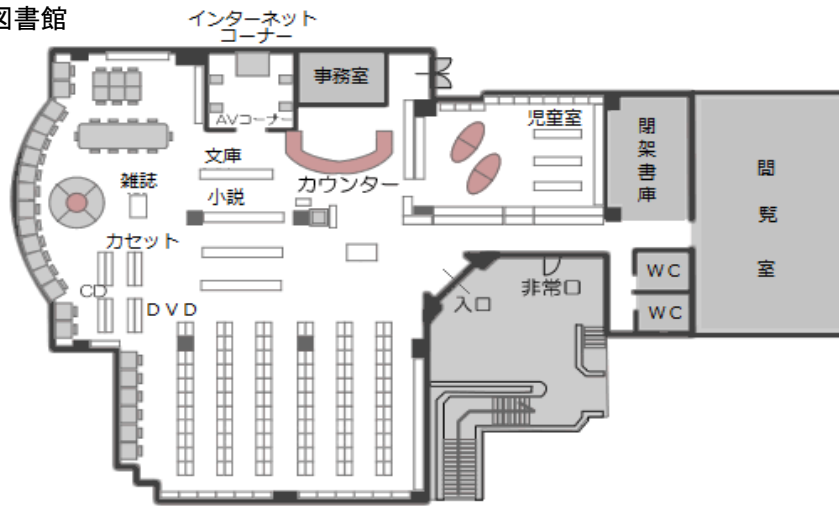 図書館
インターネット
コーナー
事務室
AVコーナー
児童室
閉架書庫
閲覧室
文庫
カウンター
雑誌
小説
カセット
CD
DVD
入口
非常口
WC
WC